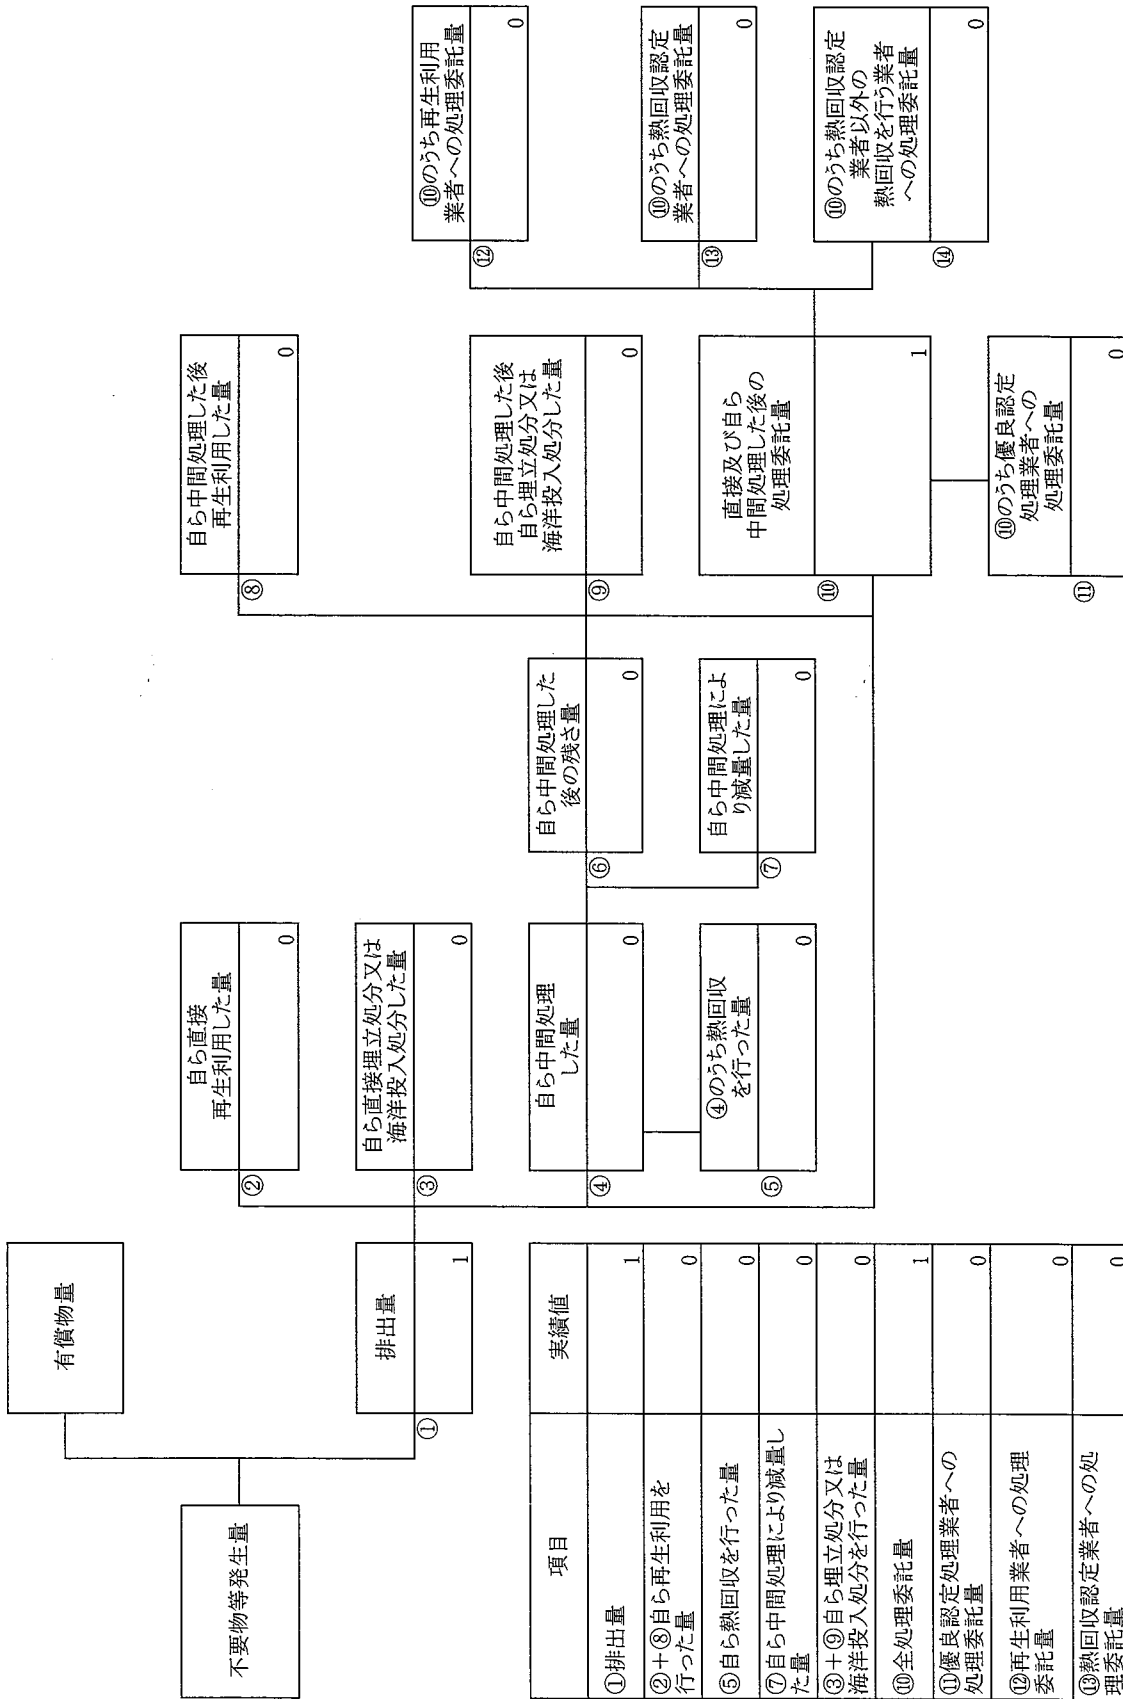 不要物等発生量
有償物量
排出量
①
1
自ら直接
再生利用した量
②
0
自ら直接埋立処分又は
海洋投入処分した量
③
0
自ら中間処理
した量
④
0
④のうち熱回収
を行った量
⑤
0
自ら中間処理した
後の残さ量
⑥
0
自ら中間処理によ
り減量した量
⑦
0
自ら中間処理した後
再生利用した量
⑧
0
自ら中間処理した後
自ら埋立処分又は
海洋投入処分した量
⑨
0
直接及び自ら
中間処理した後の
処理委託量
⑩
1
⑩のうち優良認定
処理業者への
処理委託量
⑪
0
⑩のうち再生利用
業者への処理委託量
⑫
0
⑩のうち熱回収認定
業者への処理委託量
⑬
0
⑩のうち熱回収認定
業者以外の
熱回収を行う業者
への処理委託量
⑭
0
項目 実績値
①排出量 1
②+⑧自ら再生利用を
行った量 0
⑤自ら熱回収を行った量 0
⑦自ら中間処理により減量し
た量 0
③+⑨自ら埋立処分又は
海洋投入処分を行った量 0
⑩全処理委託量 1
⑪優良認定処理業者への
処理委託量 0
⑫再生利用業者への処理
委託量 0
⑬熱回収認定業者への処
理委託量 0